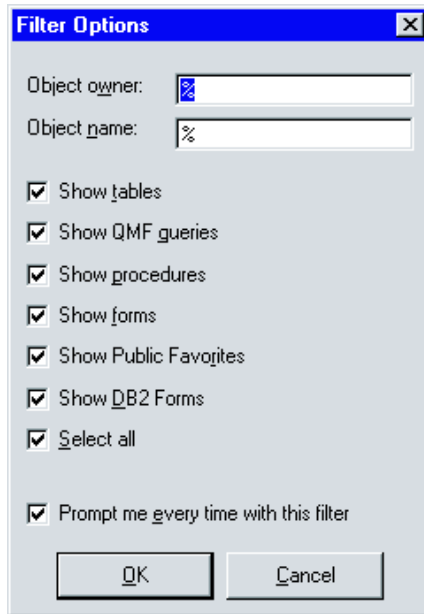 Filter Options
Object owner: %
Object name: %
Show tables
Show QMF queries
Show procedures
Show forms
Show Public Favorites
Show DB2 Forms
Select all
Prompt me every time with this filter
OK Cancel